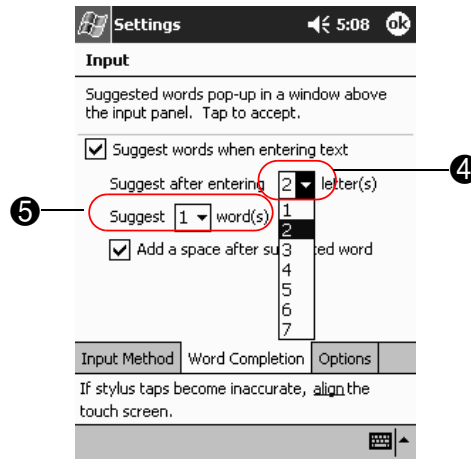 Settings 5:08 ok
Input
Suggested words pop-up in a window above
the input panel. Tap to accept.
Suggest words when entering text
4
Suggest after entering 2 letter(s)
5
Suggest 1 word(s)
1
2
Add a space after su ted word
3
4
5
6
7
Input Method Word Completion Options
If stylus taps become inaccurate, align the
touch screen.